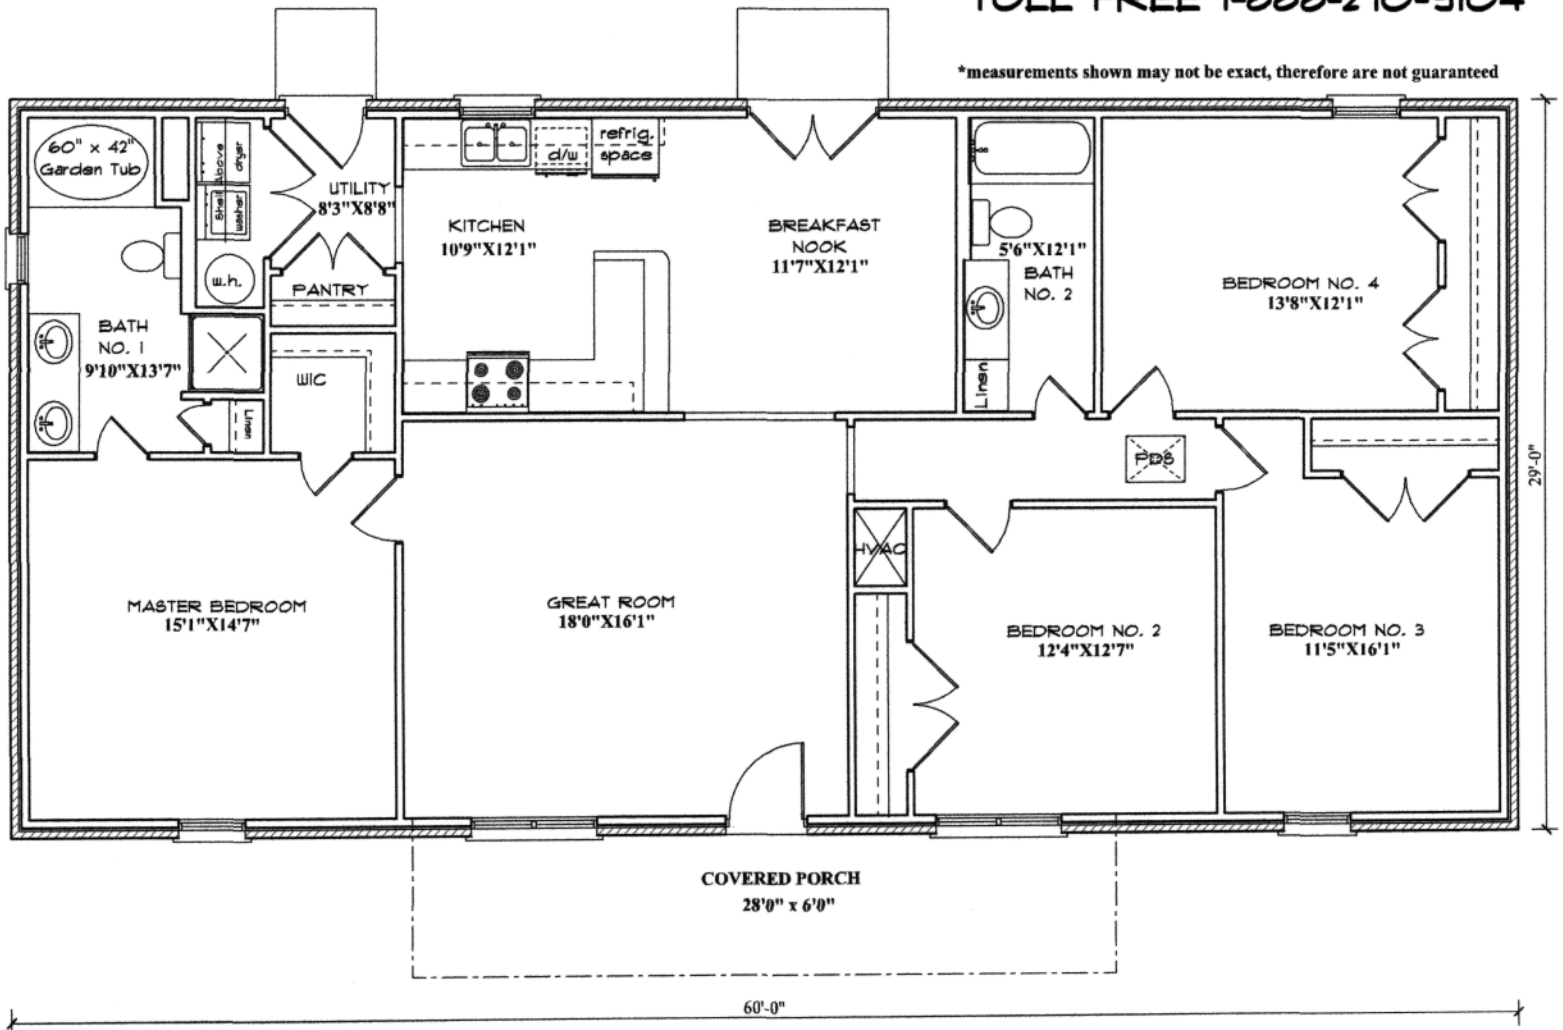 *measurements shown may not be exact, therefore are not guaranteed
60" x 42"
Garden Tub
Shelf Above
dryer
washer
w.h.
UTILITY
8'3"X8'8"
PANTRY
BATH
NO. 1
9'10"X13'7"
WIC
Linen
KITCHEN
10'9"X12'1"
d/w
refrig.
space
BREAKFAST
NOOK
11'7"X12'1"
5'6"X12'1"
BATH
NO. 2
Linen
BEDROOM NO. 4
13'8"X12'1"
PDS
HVAC
MASTER BEDROOM
15'1"X14'7"
GREAT ROOM
18'0"X16'1"
BEDROOM NO. 2
12'4"X12'7"
BEDROOM NO. 3
11'5"X16'1"
29'-0"
COVERED PORCH
28'0" x 6'0"
60'-0"